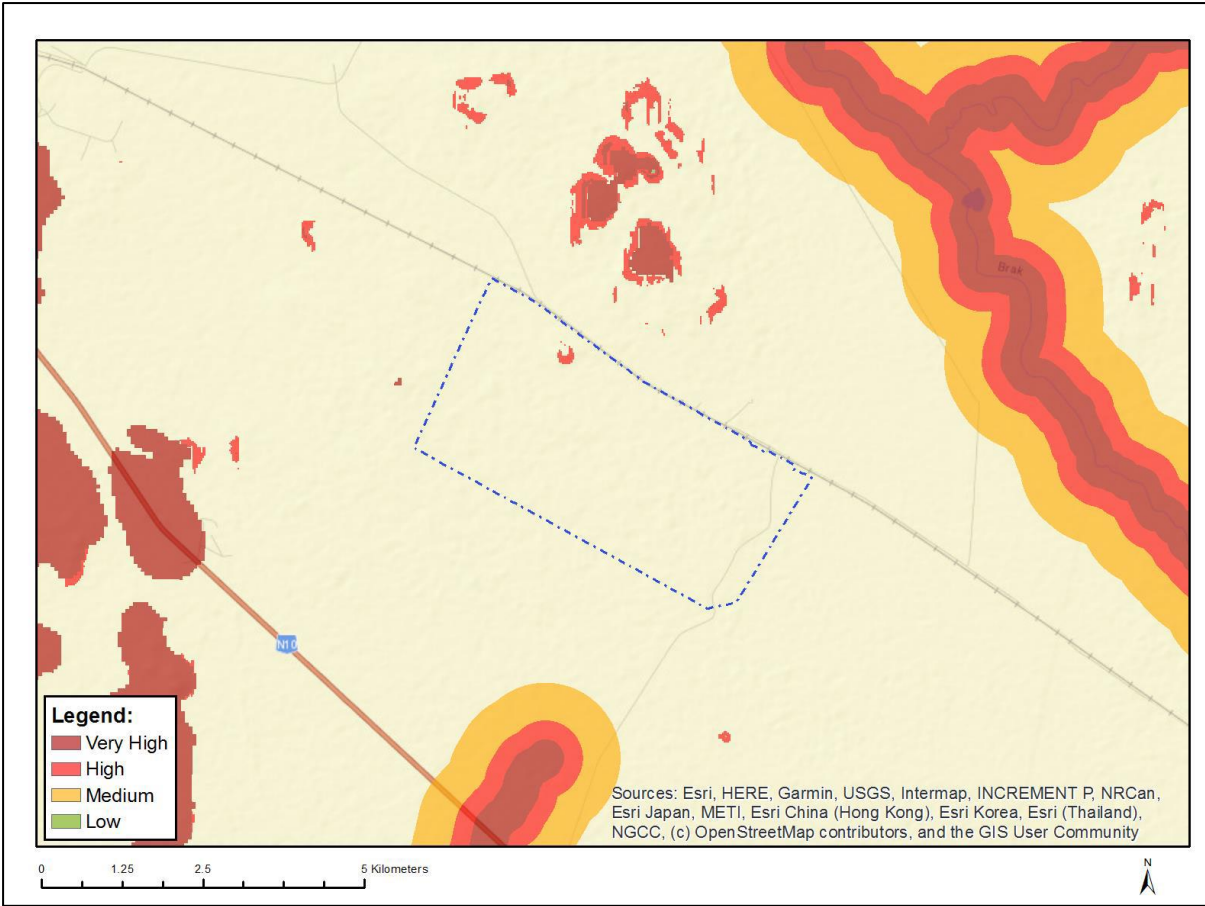 Brak
N10
Legend:
Very High
High
Medium
Low
Sources: Esri, HERE, Garmin, USGS, Intermap, INCREMENT P, NRCan,
Esri Japan, METI, Esri China (Hong Kong), Esri Korea, Esri (Thailand),
NGCC, (c) OpenStreetMap contributors, and the GIS User Community
0 1.25 2.5 5 Kilometers
N